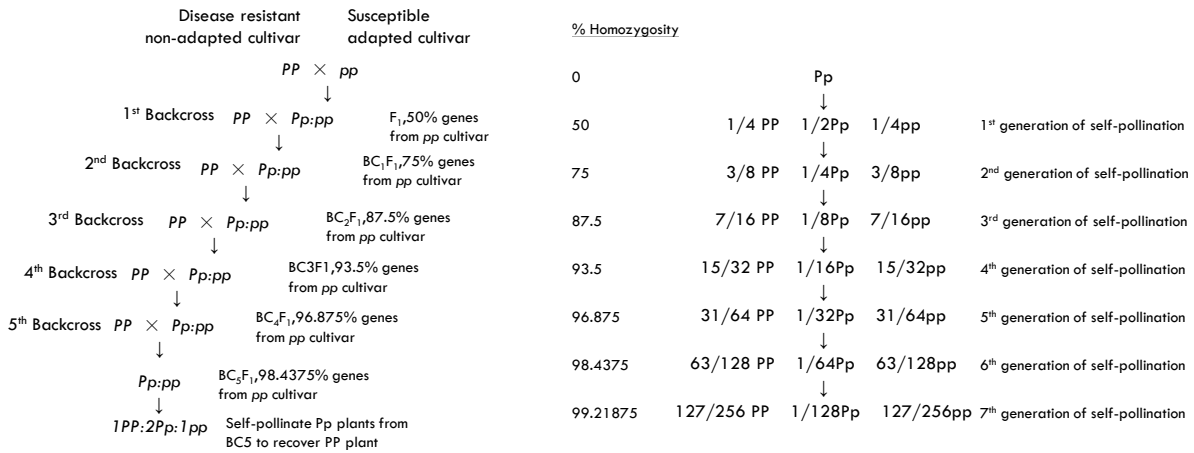 Disease resistant non-adapted cultivar
Susceptible adapted cultivar
PP × pp
↓
1st Backcross PP × Pp:pp F1,50% genes from pp cultivar
↓
2nd Backcross PP × Pp:pp BC1F1,75% genes from pp cultivar
↓
3rd Backcross PP × Pp:pp BC2F1,87.5% genes from pp cultivar
↓
4th Backcross PP × Pp:pp BC3F1,93.5% genes from pp cultivar
↓
5th Backcross PP × Pp:pp BC4F1,96.875% genes from pp cultivar
↓
Pp:pp BC5F1,98.4375% genes from pp cultivar
↓
1PP:2Pp:1pp Self-pollinate Pp plants from BC5 to recover PP plant
% Homozygosity
0 Pp
↓
50 1/4 PP 1/2Pp 1/4pp 1st generation of self-pollination
↓
75 3/8 PP 1/4Pp 3/8pp 2nd generation of self-pollination
↓
87.5 7/16 PP 1/8Pp 7/16pp 3rd generation of self-pollination
↓
93.5 15/32 PP 1/16Pp 15/32pp 4th generation of self-pollination
↓
96.875 31/64 PP 1/32Pp 31/64pp 5th generation of self-pollination
↓
98.4375 63/128 PP 1/64Pp 63/128pp 6th generation of self-pollination
↓
99.21875 127/256 PP 1/128Pp 127/256pp 7th generation of self-pollination